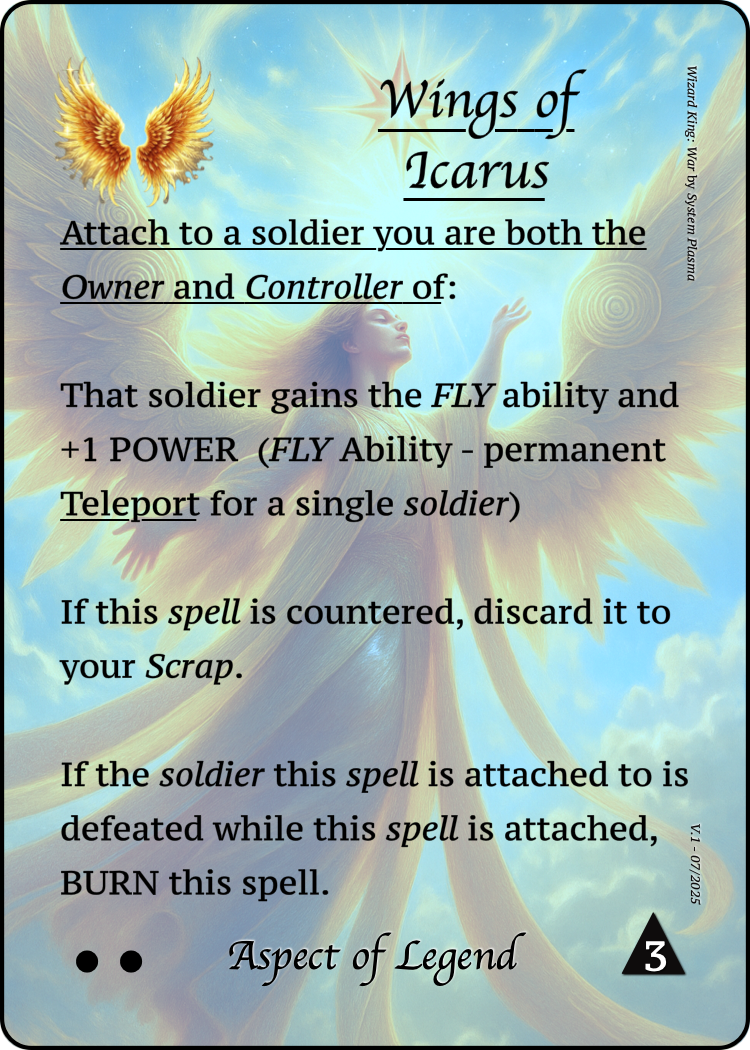 Wings of
Icarus
Wizard King: War by System Plasma
Attach to a soldier you are both the
Owner and Controller of:
That soldier gains the FLY ability and
+1 POWER (FLY Ability - permanent
Teleport for a single soldier)
If this spell is countered, discard it to
your Scrap.
If the soldier this spell is attached to is
defeated while this spell is attached,
BURN this spell.
V.1 - 07/2025
Aspect of Legend
3